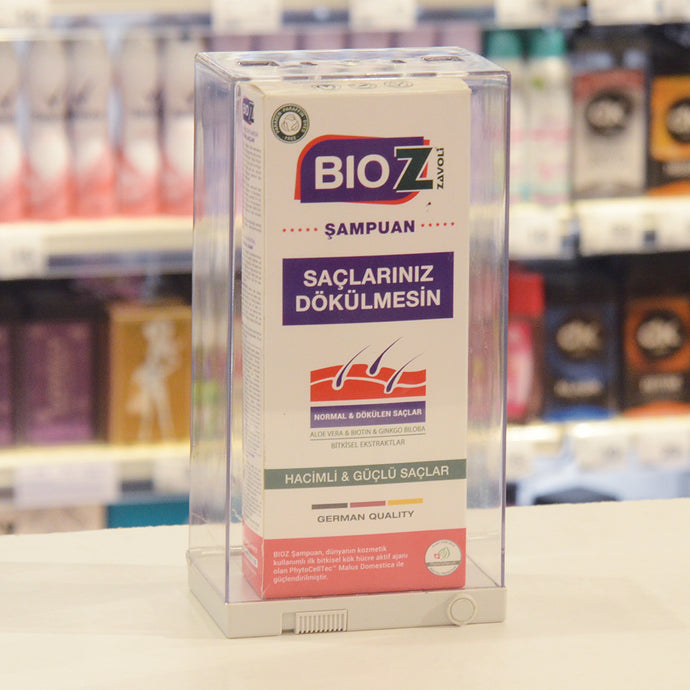 BIOZ
ZAVOLİ
ŞAMPUAN
SAÇLARINIZ
DÖKÜLMESİN
NORMAL & DÖKÜLEN SAÇLAR
ALOE VERA & BIOTIN & GINKGO BILOBA
BİTKİSEL EKSTRAKTLAR
HACİMLİ & GÜÇLÜ SAÇLAR
GERMAN QUALITY
BIOZ Şampuan, dünyanın kozmetik
kullanımlı ilk bitkisel kök hücre aktif ajanı
olan PhytoCellTec™ Malus Domestica ile
güçlendirilmiştir.